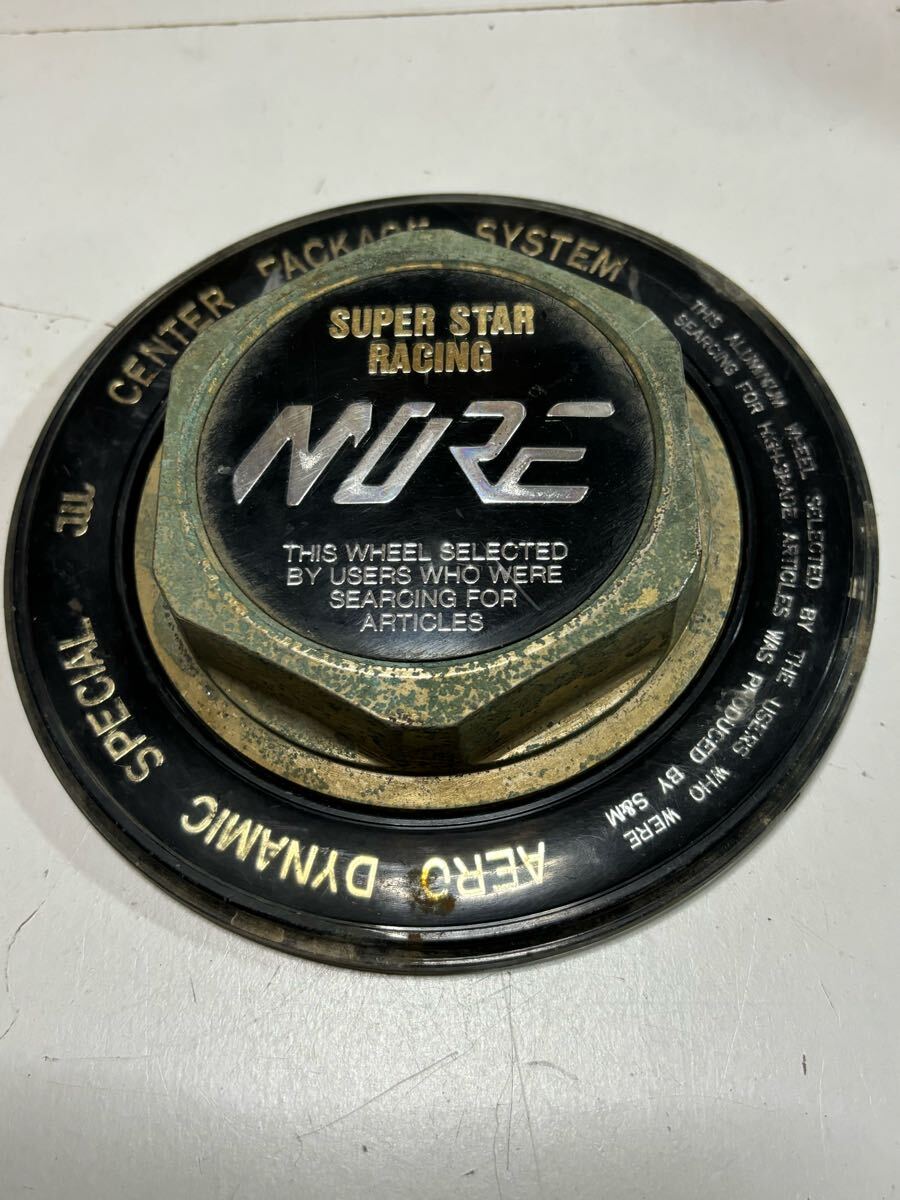 SUPER STAR
RACING
MORE
THIS WHEEL SELECTED
BY USERS WHO WERE
SEARCING FOR
ARTICLES
CENTER PACKAGE SYSTEM
THIS ALUMINUM WHEEL SELECTED BY THE USERS WHO WERE
SEARCING FOR HIGH-GRADE ARTICLES WAS PRODUCED BY S&M
AERO DYNAMIC SPECIAL